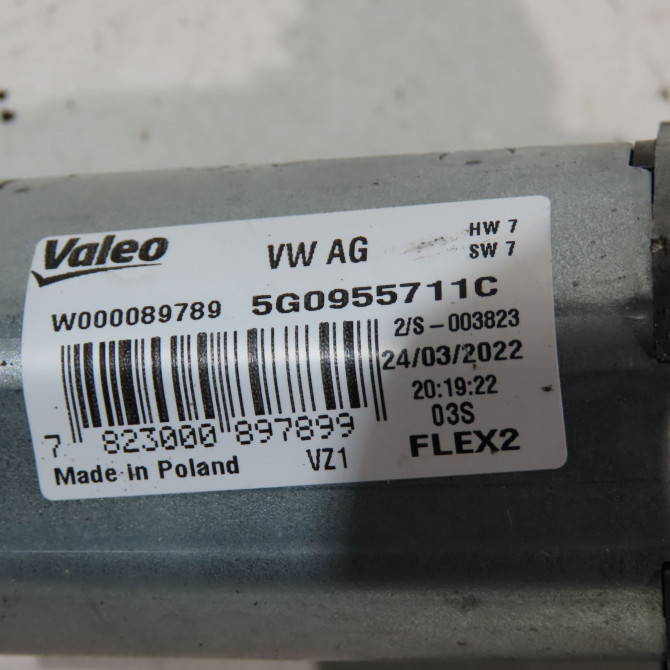 Valeo
VW AG
HW 7
SW 7
W000089789
5G0955711C
2/S-003823
24/03/2022
20:19:22
03S
7 823000 897899
VZ1
FLEX2
Made in Poland